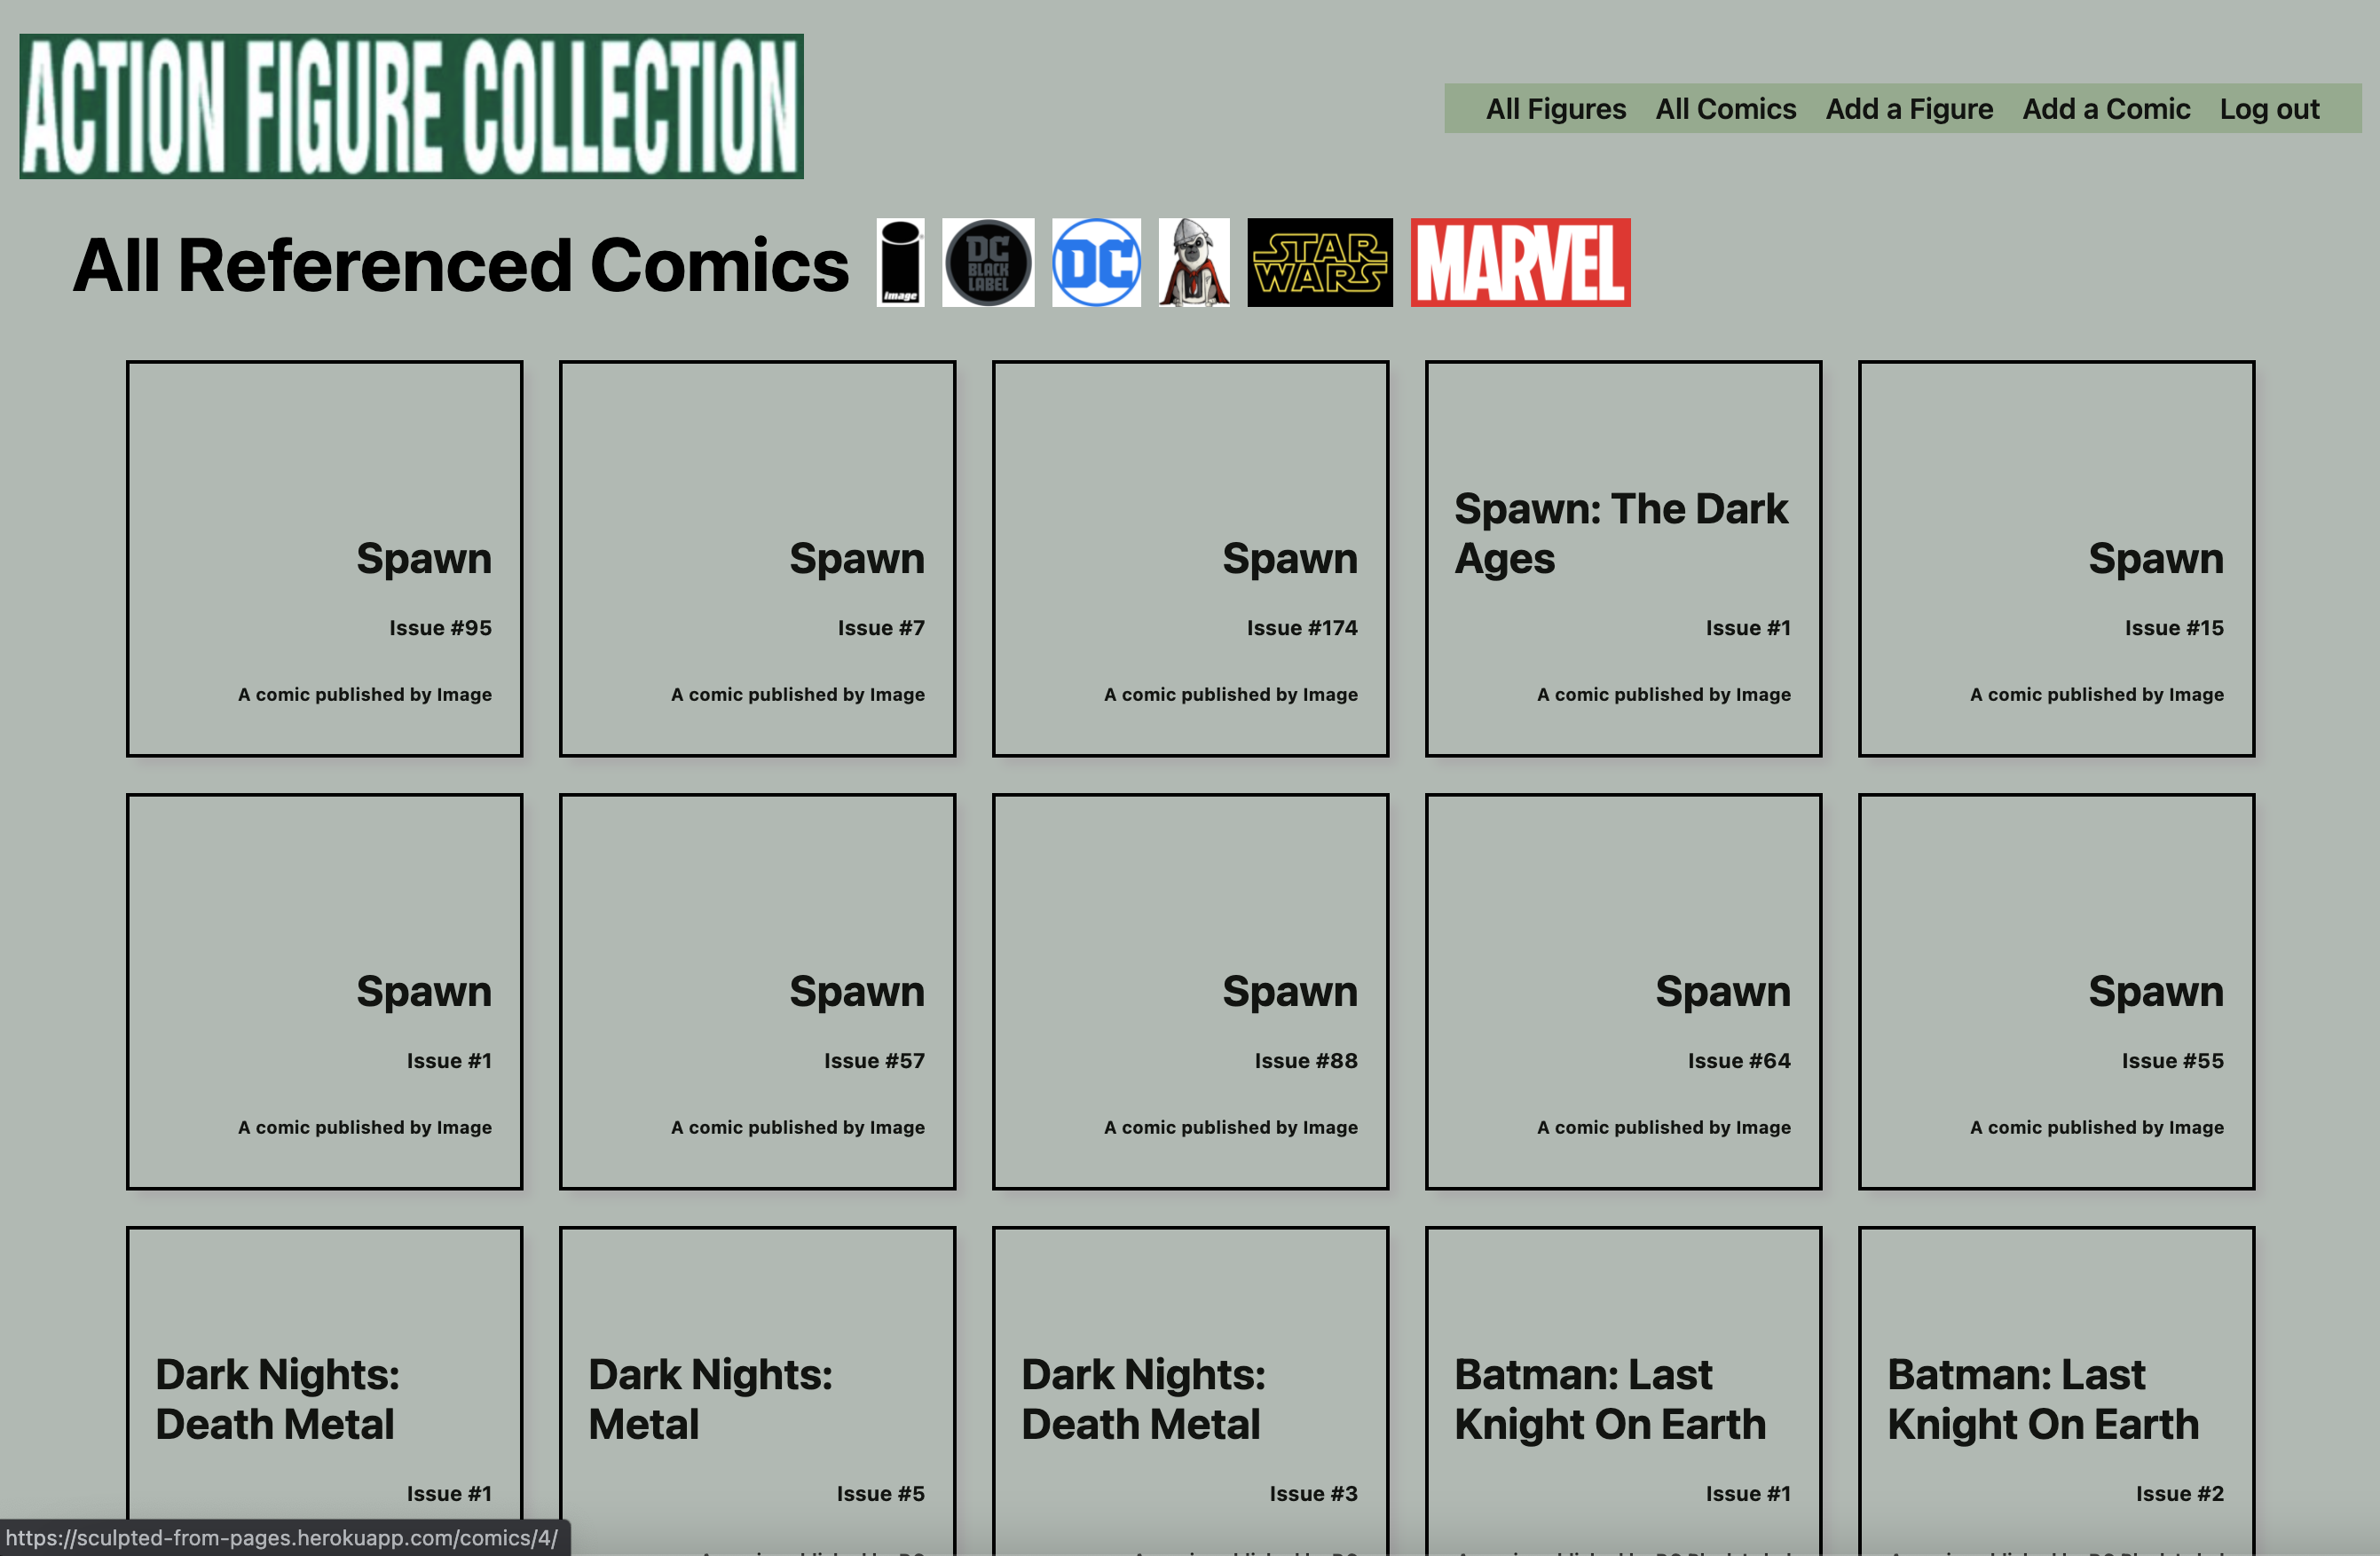 ACTION FIGURE COLLECTION
All Figures All Comics Add a Figure Add a Comic Log out
All Referenced Comics
image
DC
BLACK
LABEL
DC
STAR
WARS
MARVEL
Spawn
Issue #95
A comic published by Image
Spawn
Issue #7
A comic published by Image
Spawn
Issue #174
A comic published by Image
Spawn: The Dark
Ages
Issue #1
A comic published by Image
Spawn
Issue #15
A comic published by Image
Spawn
Issue #1
A comic published by Image
Spawn
Issue #57
A comic published by Image
Spawn
Issue #88
A comic published by Image
Spawn
Issue #64
A comic published by Image
Spawn
Issue #55
A comic published by Image
Dark Nights:
Death Metal
Issue #1
Dark Nights:
Metal
Issue #5
Dark Nights:
Death Metal
Issue #3
Batman: Last
Knight On Earth
Issue #1
Batman: Last
Knight On Earth
Issue #2
https://sculpted-from-pages.herokuapp.com/comics/4/